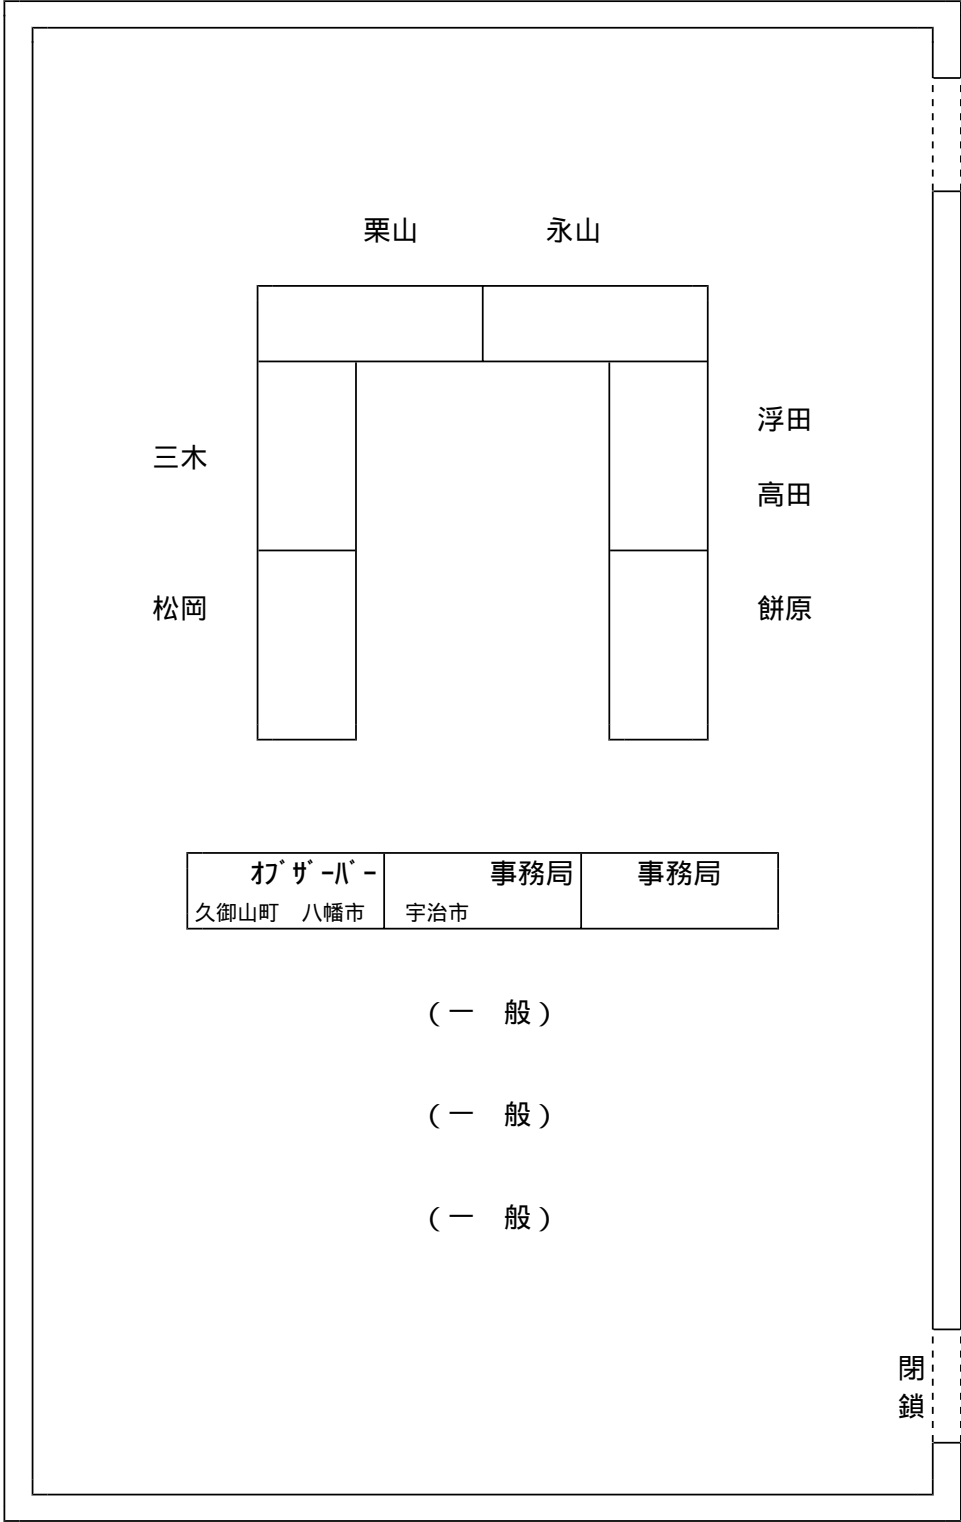 栗山　永山
浮田
三木
高田
松岡　餅原
ｵﾌﾞｻﾞｰﾊﾞｰ　事務局　事務局
久御山町　八幡市　宇治市
（一　般）
（一　般）
（一　般）
閉
鎖